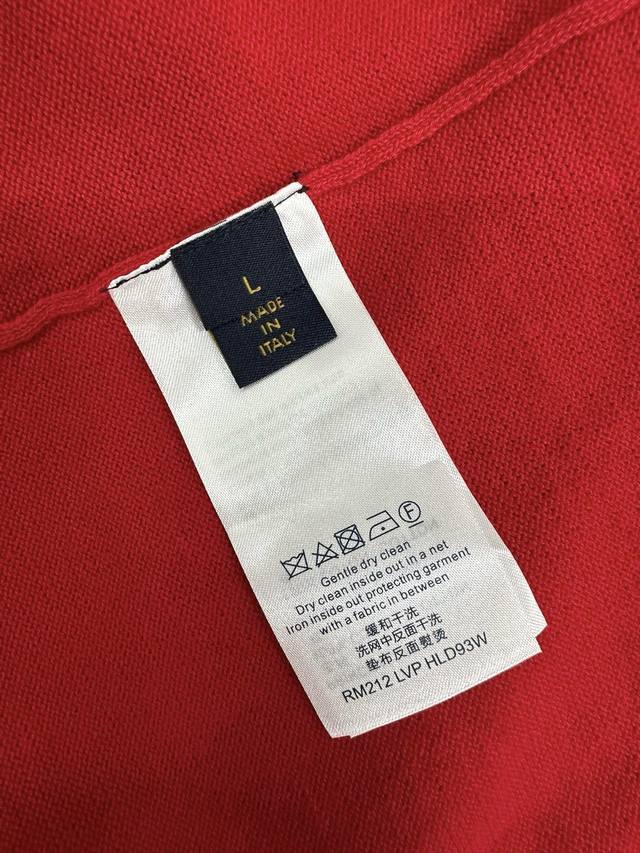 L
MADE
IN
ITALY
F
Gentle dry clean
Dry clean inside out in a net
Iron inside out protecting garment
with a fabric in between
缓和干洗
洗网中反面干洗
垫布反面熨烫
RM212 LVP HLD93W